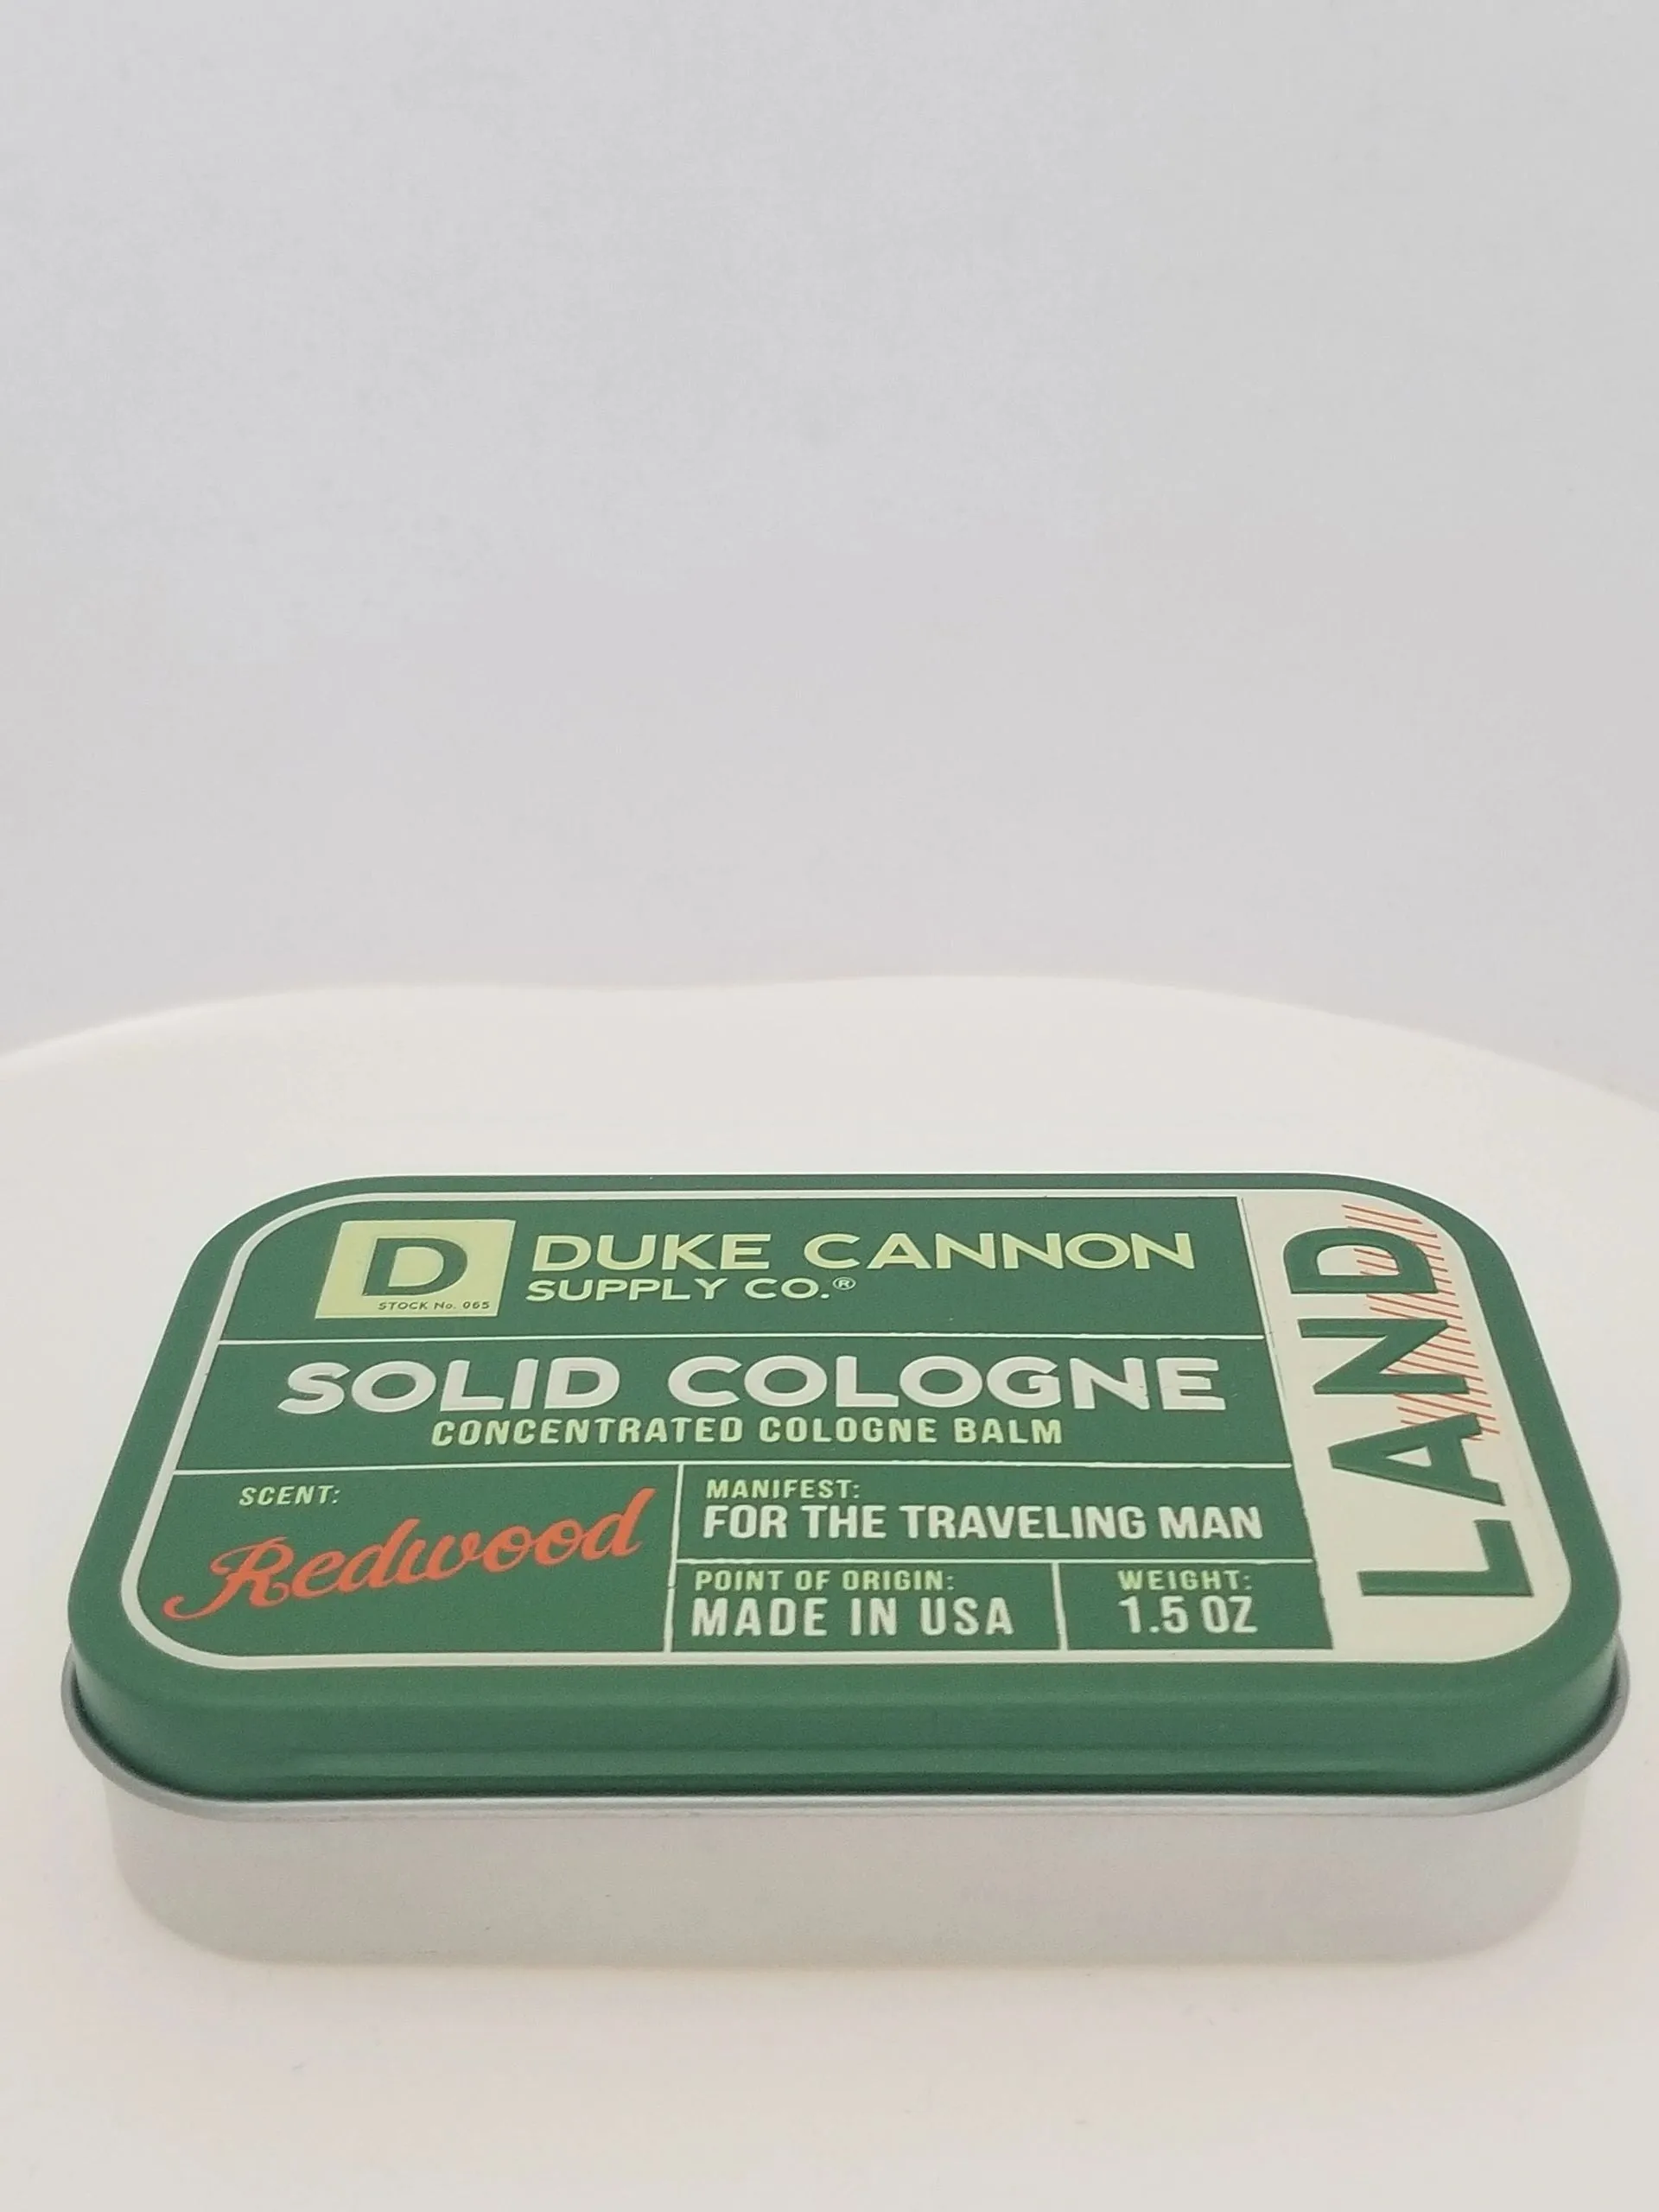 D
STOCK No. 065
DUKE CANNON
SUPPLY CO.®
SOLID COLOGNE
CONCENTRATED COLOGNE BALM
SCENT:
Redwood
MANIFEST:
FOR THE TRAVELING MAN
POINT OF ORIGIN:
MADE IN USA
WEIGHT:
1.5 OZ
LAND